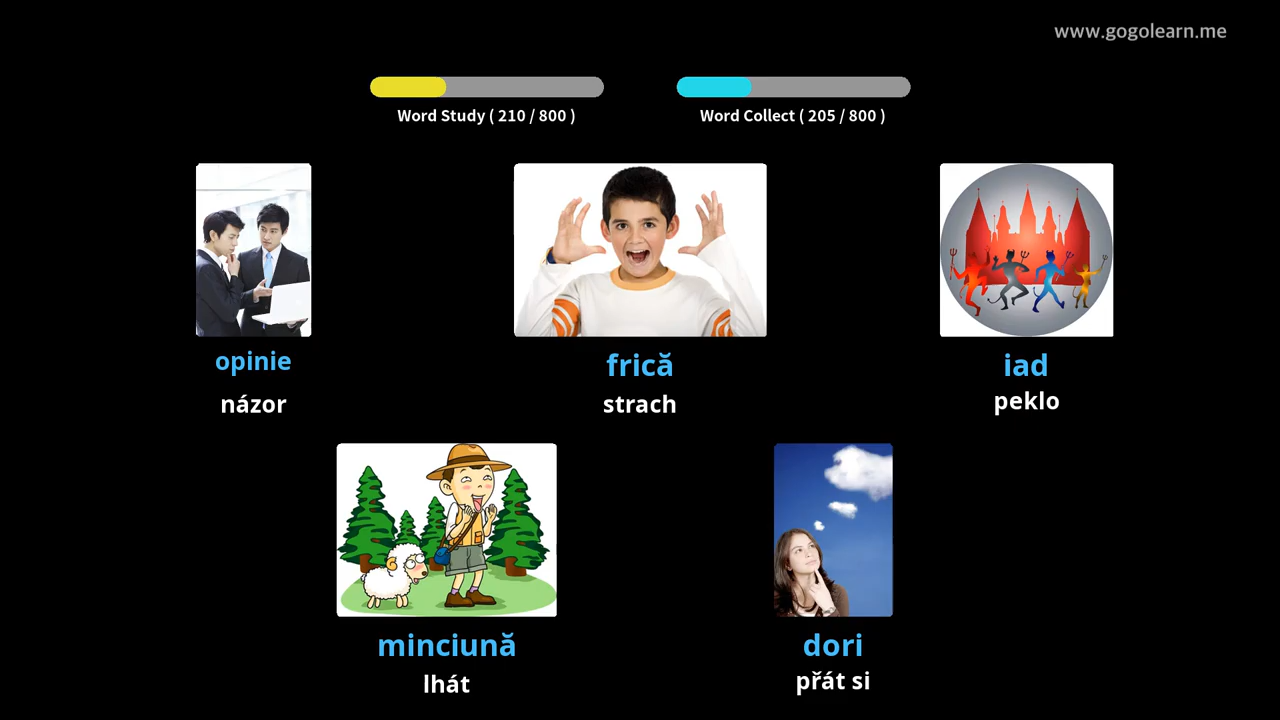 www.gogolearn.me
Word Study ( 210 / 800 )
Word Collect ( 205 / 800 )
opinie
názor
frică
strach
iad
peklo
minciună
lhát
dori
přát si